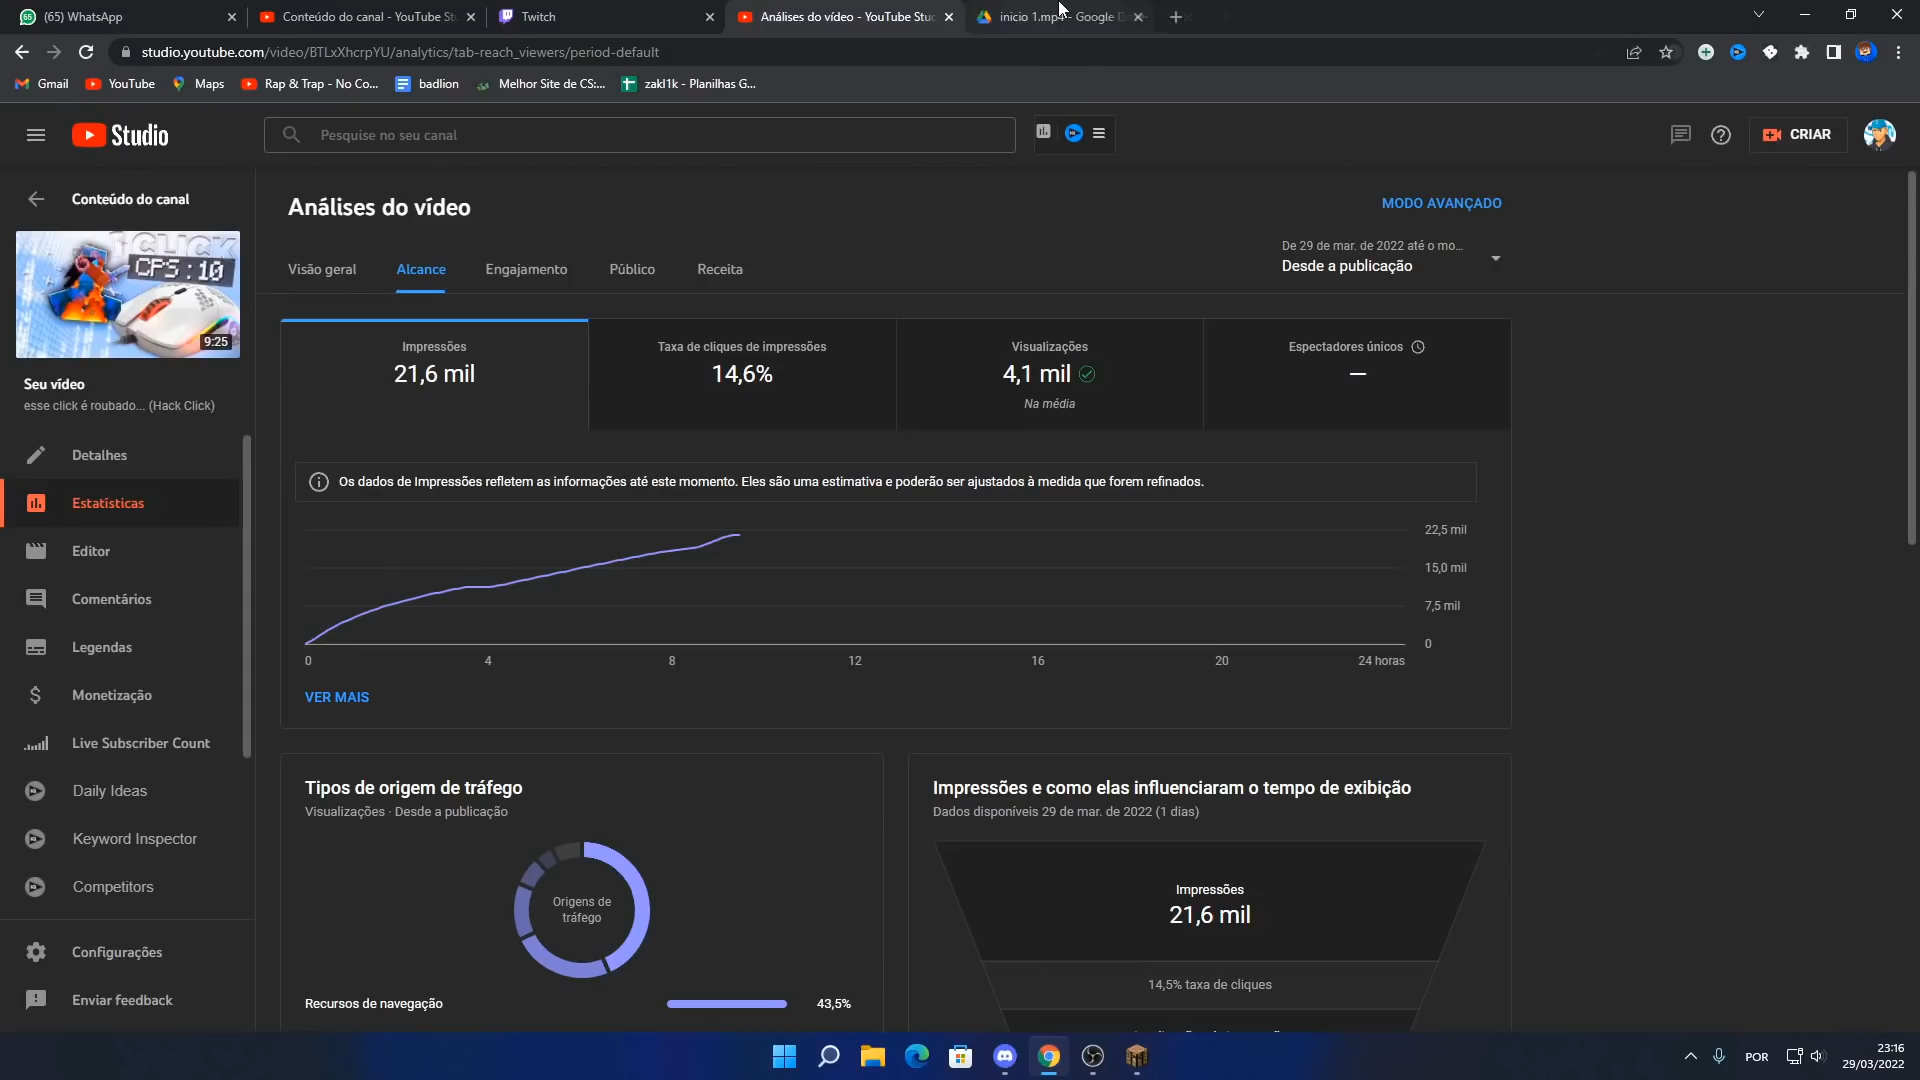 (65) WhatsApp
Conteúdo do canal - YouTube St
Twitch
Análises do vídeo - YouTube Stud
inicio 1.mp4 - Google D
studio.youtube.com/video/BTLxXhcrpYU/analytics/tab-reach_viewers/period-default
Gmail
YouTube
Maps
Rap & Trap - No Co...
badlion
Melhor Site de CS:...
zakl1k - Planilhas G...
Studio
Pesquise no seu canal
CRIAR
Conteúdo do canal
1 CLICK
CPS:10
9:25
Seu vídeo
esse click é roubado... (Hack Click)
Detalhes
Estatísticas
Editor
Comentários
Legendas
Monetização
Live Subscriber Count
Daily Ideas
Keyword Inspector
Competitors
Configurações
Enviar feedback
Análises do vídeo
MODO AVANÇADO
De 29 de mar. de 2022 até o mo...
Desde a publicação
Visão geral
Alcance
Engajamento
Público
Receita
Impressões
21,6 mil
Taxa de cliques de impressões
14,6%
Visualizações
4,1 mil
Na média
Espectadores únicos
—
Os dados de Impressões refletem as informações até este momento. Eles são uma estimativa e poderão ser ajustados à medida que forem refinados.
22,5 mil
15,0 mil
7,5 mil
0
0 4 8 12 16 20 24 horas
VER MAIS
Tipos de origem de tráfego
Visualizações · Desde a publicação
Origens de
tráfego
Recursos de navegação 43,5%
Impressões e como elas influenciaram o tempo de exibição
Dados disponíveis 29 de mar. de 2022 (1 dias)
Impressões
21,6 mil
14,5% taxa de cliques
POR
23:16
29/03/2022